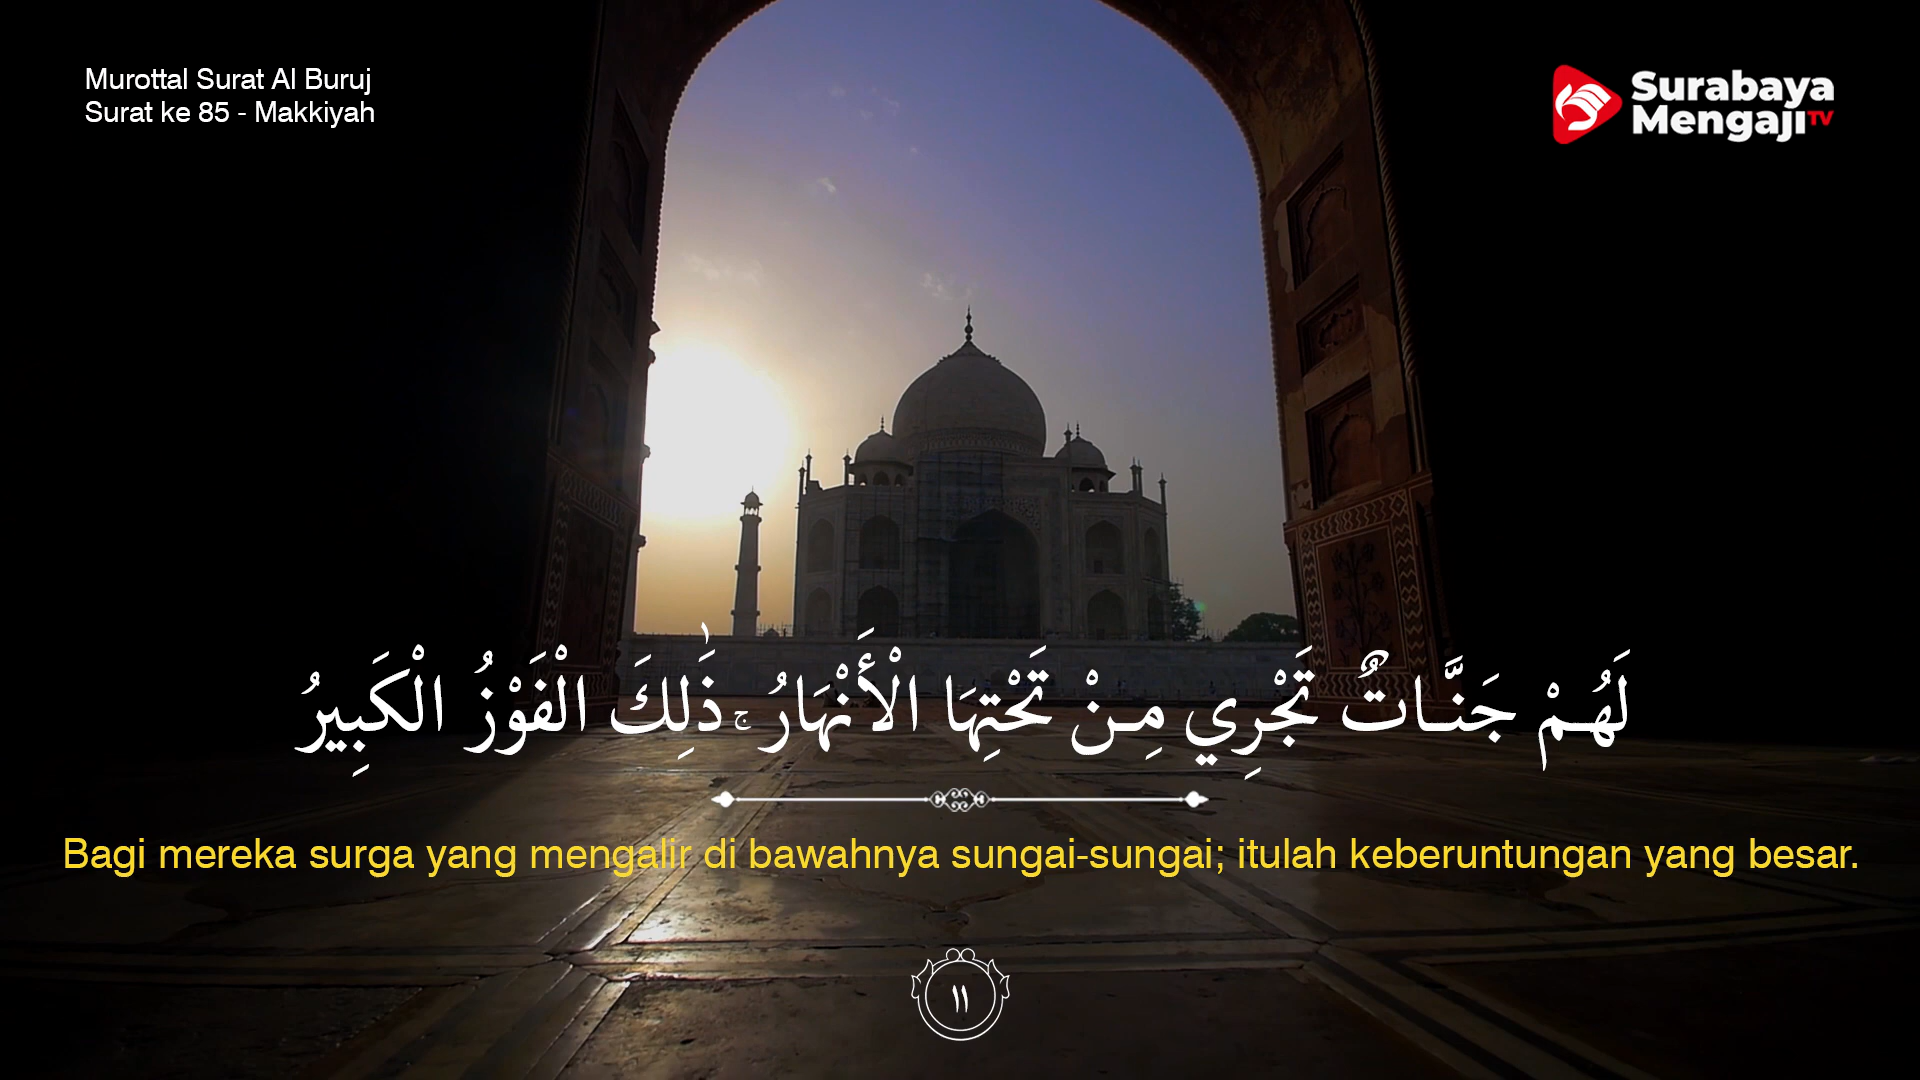 Murottal Surat Al Buruj
Surat ke 85 - Makkiyah
Surabaya
MengajiTV
لَهُمْ جَنَّاتٌ تَجْرِي مِنْ تَحْتِهَا الْأَنْهَارُ ۚ ذَٰلِكَ الْفَوْزُ الْكَبِيرُ
Bagi mereka surga yang mengalir di bawahnya sungai-sungai; itulah keberuntungan yang besar.
١١